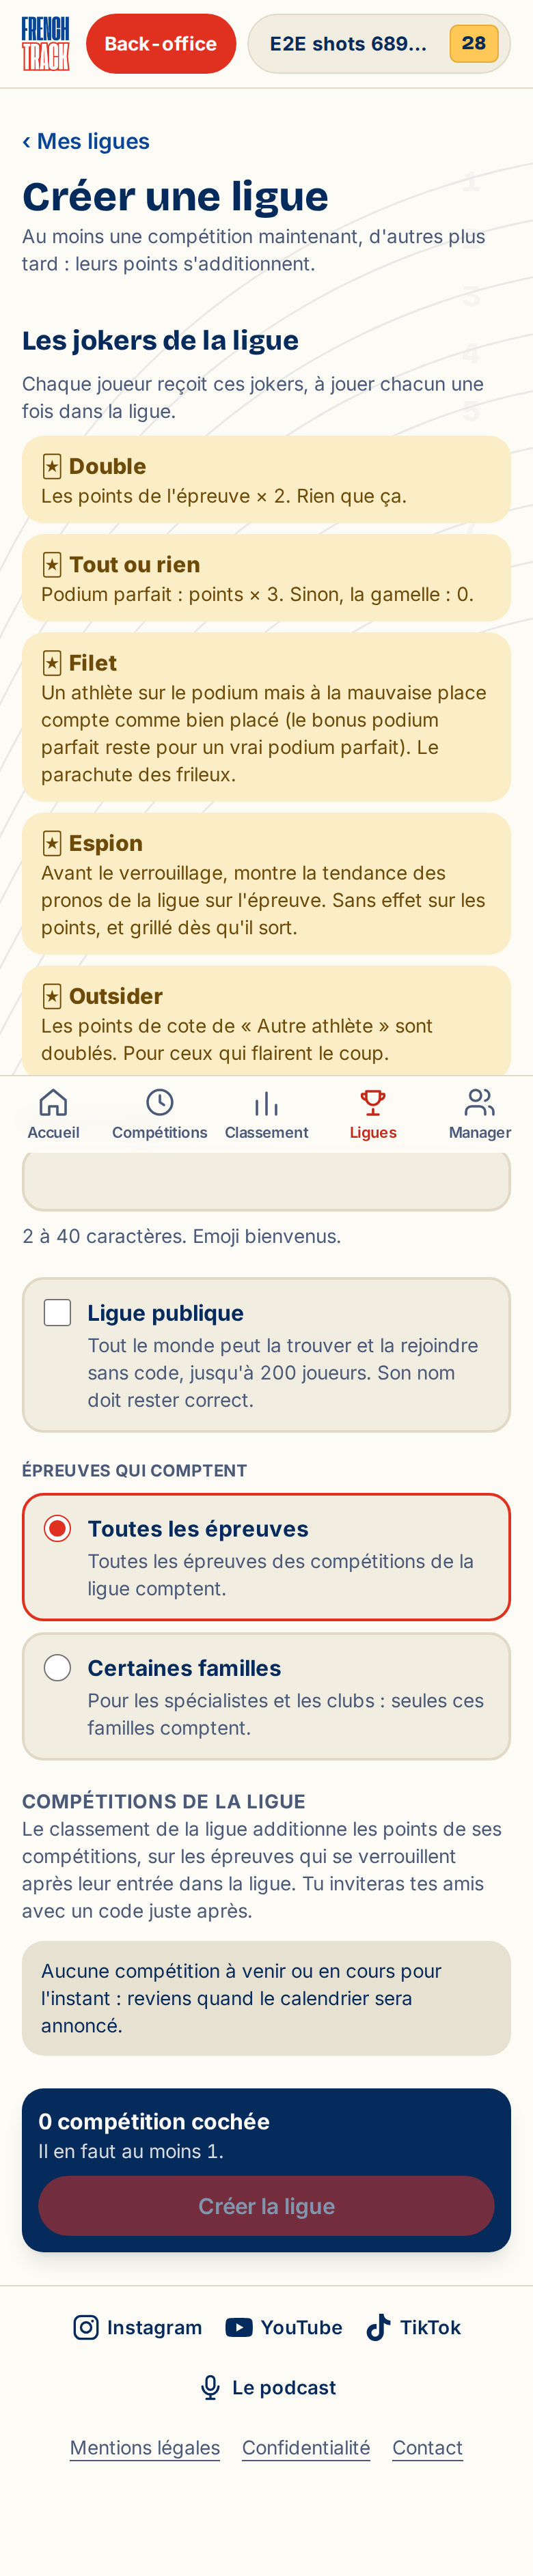 FRENCH
TRACK
Back-office
E2E shots 689...
28
‹ Mes ligues
Créer une ligue
1
Au moins une compétition maintenant, d'autres plus
tard : leurs points s'additionnent.
3
Les jokers de la ligue
4
Chaque joueur reçoit ces jokers, à jouer chacun une
fois dans la ligue.
5
Double
Les points de l'épreuve × 2. Rien que ça.
Tout ou rien
Podium parfait : points × 3. Sinon, la gamelle : 0.
Filet
Un athlète sur le podium mais à la mauvaise place
compte comme bien placé (le bonus podium
parfait reste pour un vrai podium parfait). Le
parachute des frileux.
Espion
Avant le verrouillage, montre la tendance des
pronos de la ligue sur l'épreuve. Sans effet sur les
points, et grillé dès qu'il sort.
Outsider
Les points de cote de « Autre athlète » sont
doublés. Pour ceux qui flairent le coup.
Accueil
Compétitions
Classement
Ligues
Manager
2 à 40 caractères. Emoji bienvenus.
Ligue publique
Tout le monde peut la trouver et la rejoindre
sans code, jusqu'à 200 joueurs. Son nom
doit rester correct.
ÉPREUVES QUI COMPTENT
Toutes les épreuves
Toutes les épreuves des compétitions de la
ligue comptent.
Certaines familles
Pour les spécialistes et les clubs : seules ces
familles comptent.
COMPÉTITIONS DE LA LIGUE
Le classement de la ligue additionne les points de ses
compétitions, sur les épreuves qui se verrouillent
après leur entrée dans la ligue. Tu inviteras tes amis
avec un code juste après.
Aucune compétition à venir ou en cours pour
l'instant : reviens quand le calendrier sera
annoncé.
0 compétition cochée
Il en faut au moins 1.
Créer la ligue
Instagram
YouTube
TikTok
Le podcast
Mentions légales
Confidentialité
Contact